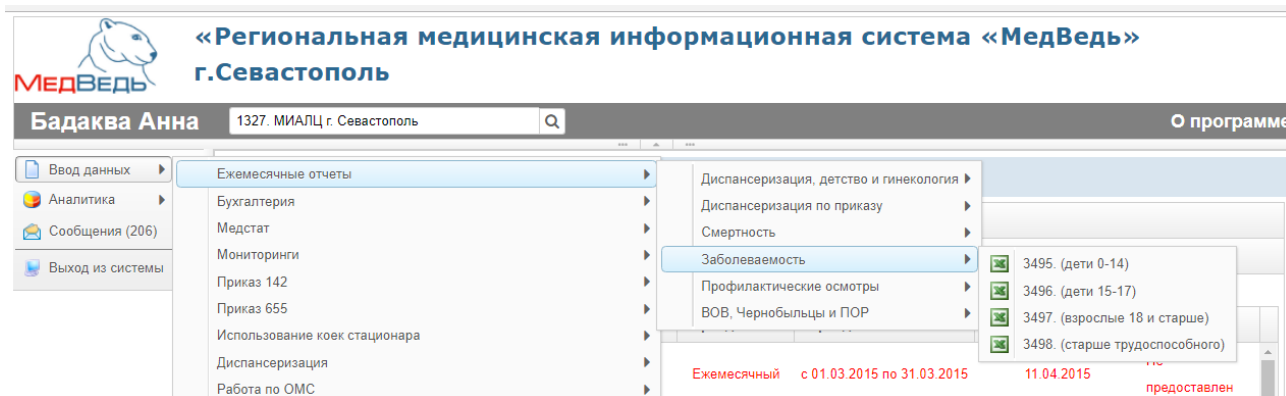 «Региональная медицинская информационная система «МедВедь»
г.Севастополь
МЕДВЕДЬ
Бадаква Анна
1327. МИАЛЦ г. Севастополь
О программе
Ввод данных
Аналитика
Сообщения (206)
Выход из системы
Ежемесячные отчеты
Бухгалтерия
Медстат
Мониторинги
Приказ 142
Приказ 655
Использование коек стационара
Диспансеризация
Работа по ОМС
Диспансеризация, детство и гинекология
Диспансеризация по приказу
Смертность
Заболеваемость
Профилактические осмотры
ВОВ, Чернобыльцы и ПОР
3495. (дети 0-14)
3496. (дети 15-17)
3497. (взрослые 18 и старше)
3498. (старше трудоспособного)
Ежемесячный с 01.03.2015 по 31.03.2015 11.04.2015
предоставлен